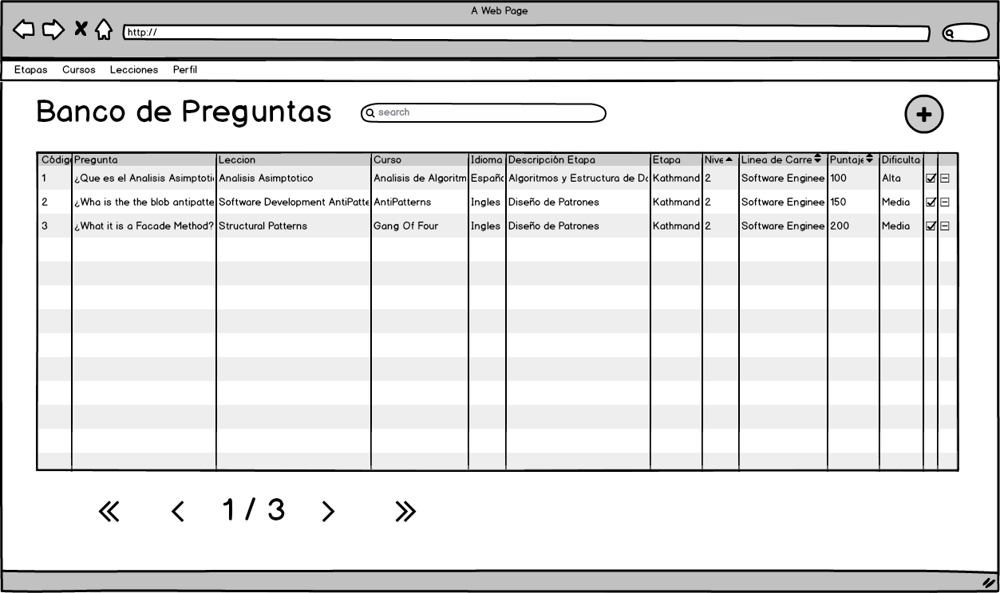 A Web Page
http://
Etapas Cursos Lecciones Perfil
Banco de Preguntas search
Códig Pregunta Leccion Curso Idioma Descripción Etapa Etapa Nive Linea de Carre Puntaje Dificulta
1 ¿Que es el Analisis Asimptoti Analisis Asimptotico Analisis de Algoritm Españo Algoritmos y Estructura de Da Kathmand 2 Software Enginee 100 Alta
2 ¿Wha is the the blob antipatte Software Development AntiPatte AntiPatterns Ingles Diseño de Patrones Kathmand 2 Software Enginee 150 Media
3 ¿What it is a Facade Method? Structural Patterns Gang Of Four Ingles Diseño de Patrones Kathmand 2 Software Enginee 200 Media
1 / 3